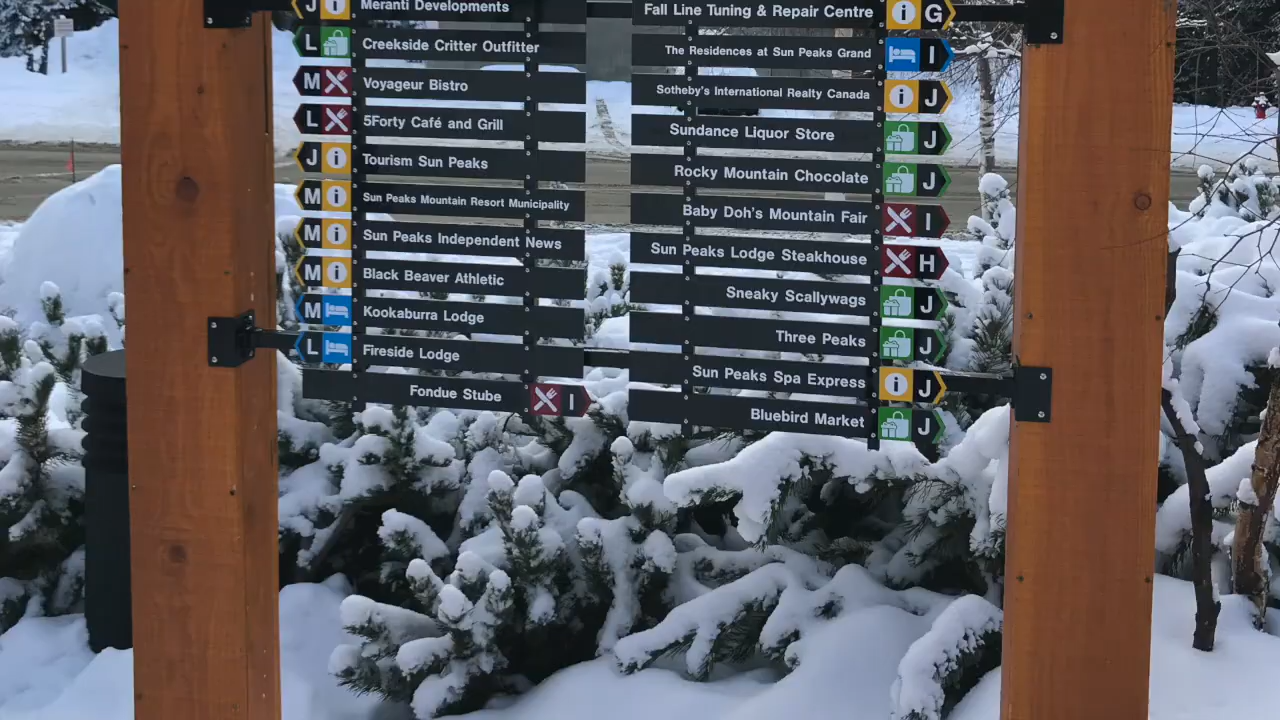 J i Meranti Developments
L Creekside Critter Outfitter
M Voyageur Bistro
L 5Forty Café and Grill
J i Tourism Sun Peaks
M i Sun Peaks Mountain Resort Municipality
M i Sun Peaks Independent News
M i Black Beaver Athletic
M Kookaburra Lodge
L Fireside Lodge
Fondue Stube I
Fall Line Tuning & Repair Centre i G
The Residences at Sun Peaks Grand I
Sotheby's International Realty Canada i J
Sundance Liquor Store J
Rocky Mountain Chocolate J
Baby Doh's Mountain Fair I
Sun Peaks Lodge Steakhouse H
Sneaky Scallywags J
Three Peaks J
Sun Peaks Spa Express i J
Bluebird Market J